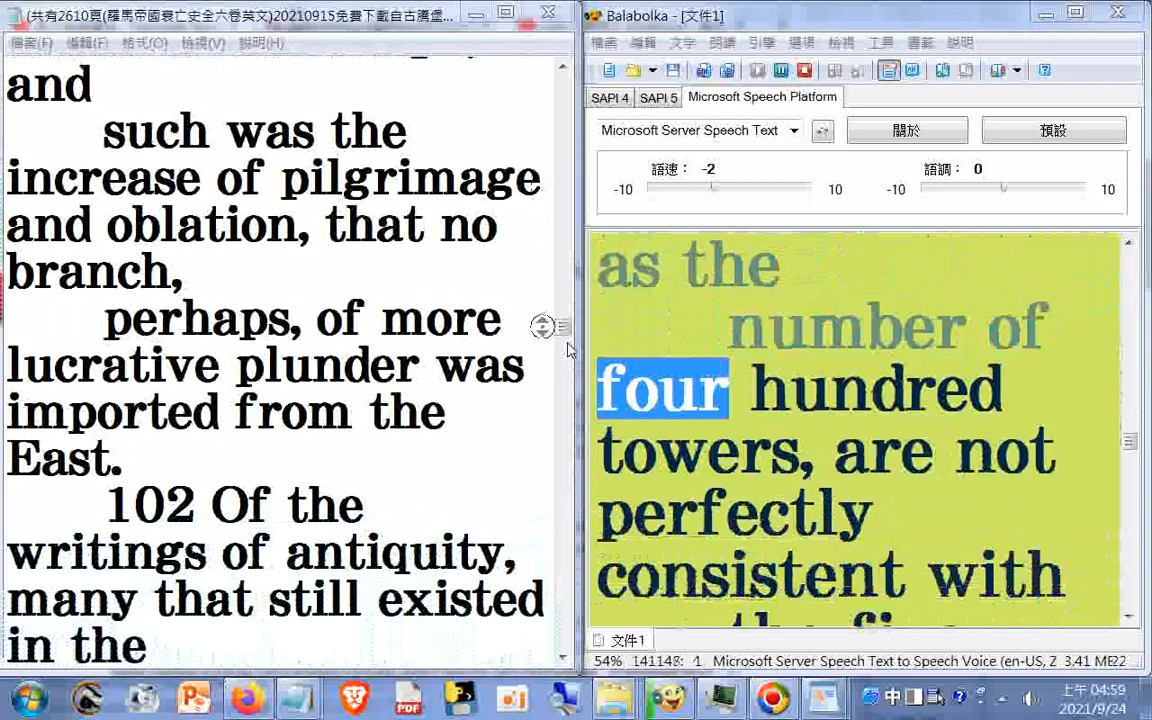 (共有2610頁(羅馬帝國衰亡史全六卷英文)20210915免費下載自古騰堡...
檔案(F) 編輯(E) 格式(O) 檢視(V) 說明(H)
and
such was the
increase of pilgrimage
and oblation, that no
branch,
perhaps, of more
lucrative plunder was
imported from the
East.
102 Of the
writings of antiquity,
many that still existed
in the
Balabolka - [文件1]
檔案 編輯 文字 朗讀 引擎 選項 檢視 工具 書籤 說明
SAPI 4 SAPI 5 Microsoft Speech Platform
Microsoft Server Speech Text 關於 預設
語速： -2 語調： 0
-10 10 -10 10
as the
number of
four hundred
towers, are not
perfectly
consistent with
文件1
54% 141148: 1 Microsoft Server Speech Text to Speech Voice (en-US, Z 3,41 ME22
PDF
中
上午 04:59
2021/9/24